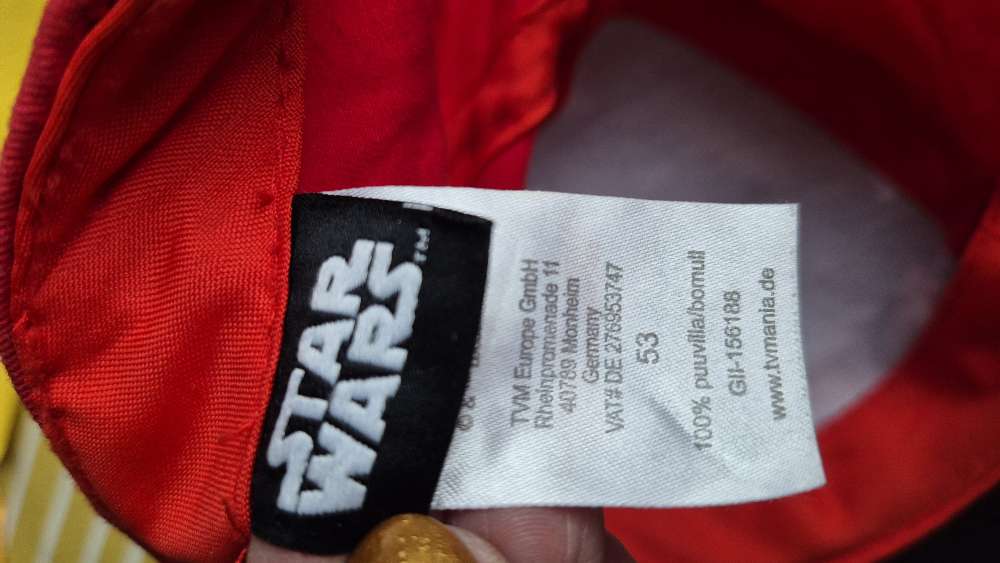 STAR
WARS
TM
TVM Europe GmbH
Rheinpromenade 11
40789 Monheim
Germany
VAT# DE 276953747
53
100% puuvilla/bomull
GII-156188
www.tvmania.de